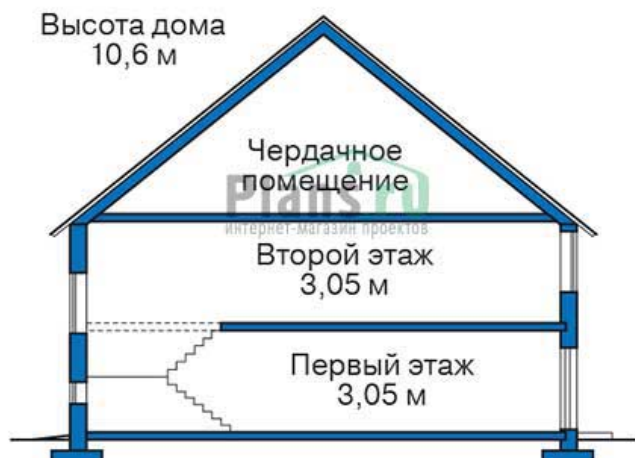 Высота дома
10,6 м
Чердачное
помещение
Plans.ru
интернет-магазин проектов
Второй этаж
3,05 м
Первый этаж
3,05 м